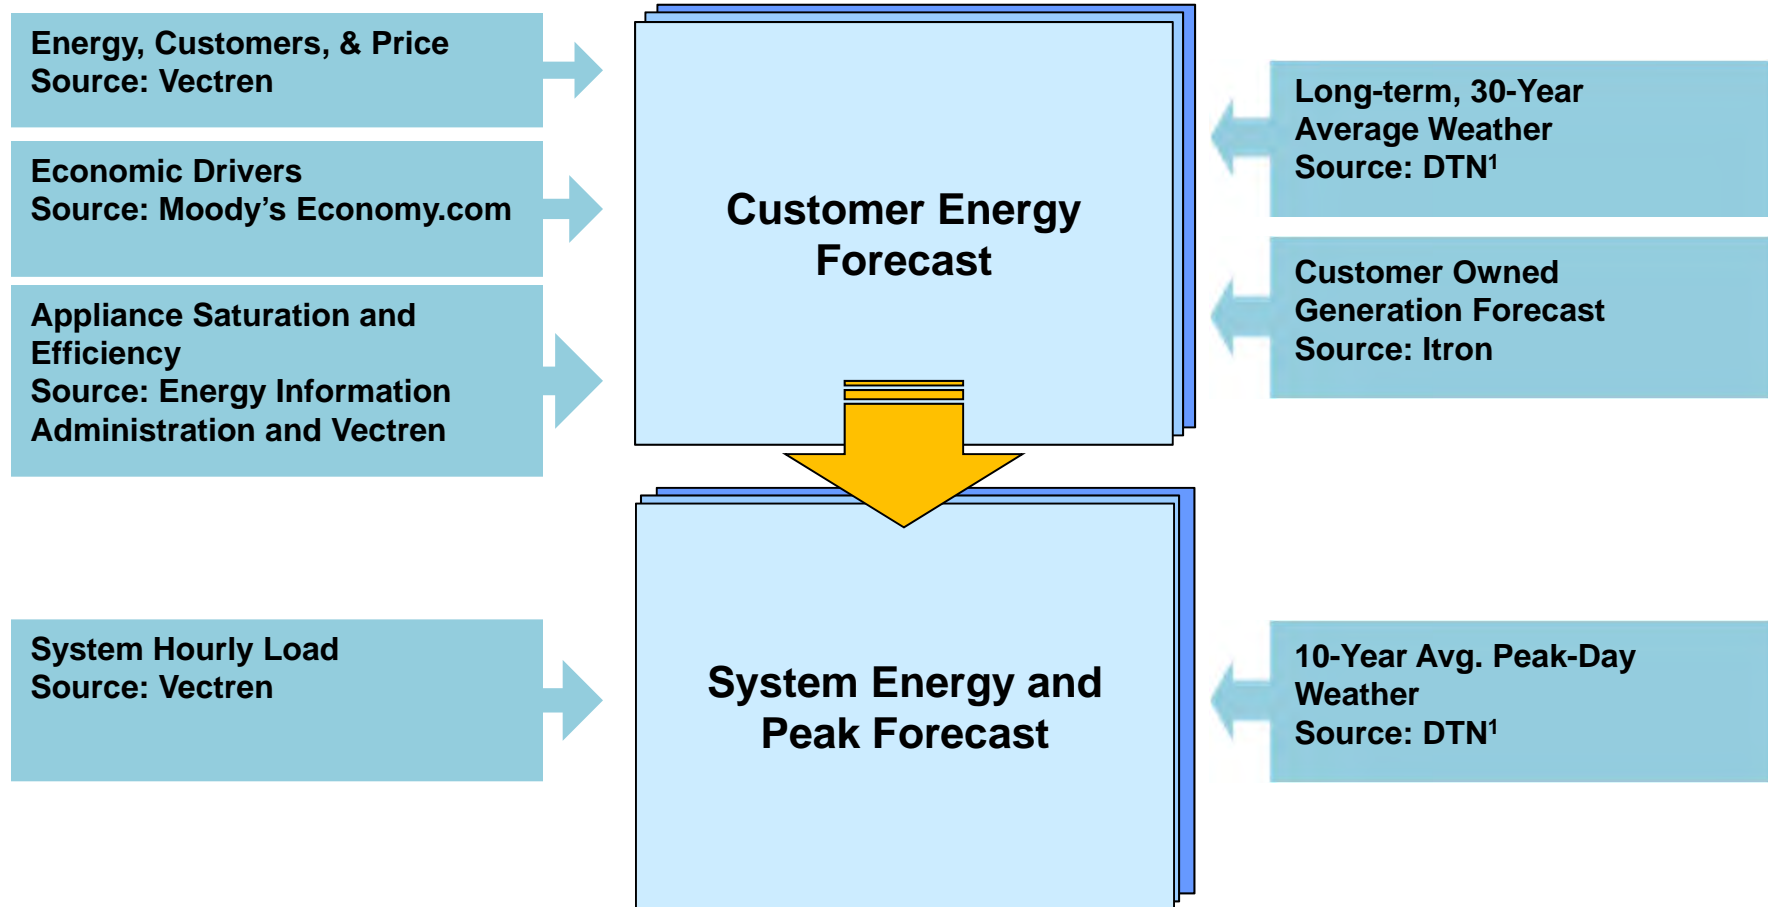 Energy, Customers, & Price
Source: Vectren
Economic Drivers
Source: Moody’s Economy.com
Appliance Saturation and
Efficiency
Source: Energy Information
Administration and Vectren
Customer Energy
Forecast
Long-term, 30-Year
Average Weather
Source: DTN¹
Customer Owned
Generation Forecast
Source: Itron
System Hourly Load
Source: Vectren
System Energy and
Peak Forecast
10-Year Avg. Peak-Day
Weather
Source: DTN¹